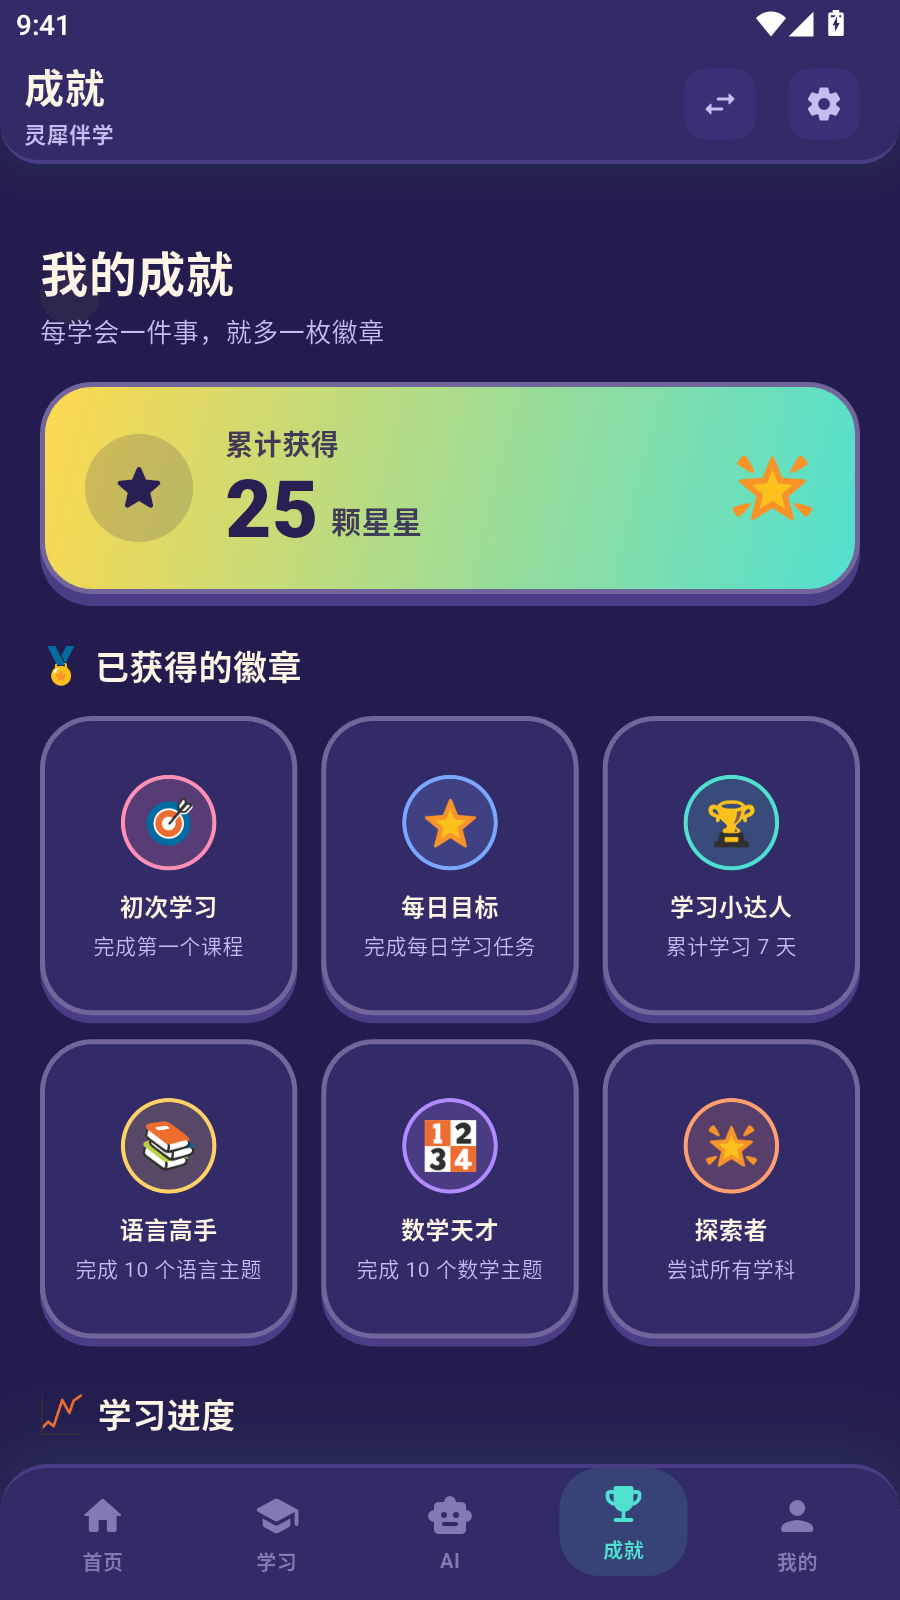 9:41
成就
灵犀伴学
我的成就
每学会一件事，就多一枚徽章
累计获得
25 颗星星
已获得的徽章
初次学习
完成第一个课程
每日目标
完成每日学习任务
学习小达人
累计学习 7 天
语言高手
完成 10 个语言主题
1234
数学天才
完成 10 个数学主题
探索者
尝试所有学科
学习进度
首页
学习
AI
成就
我的